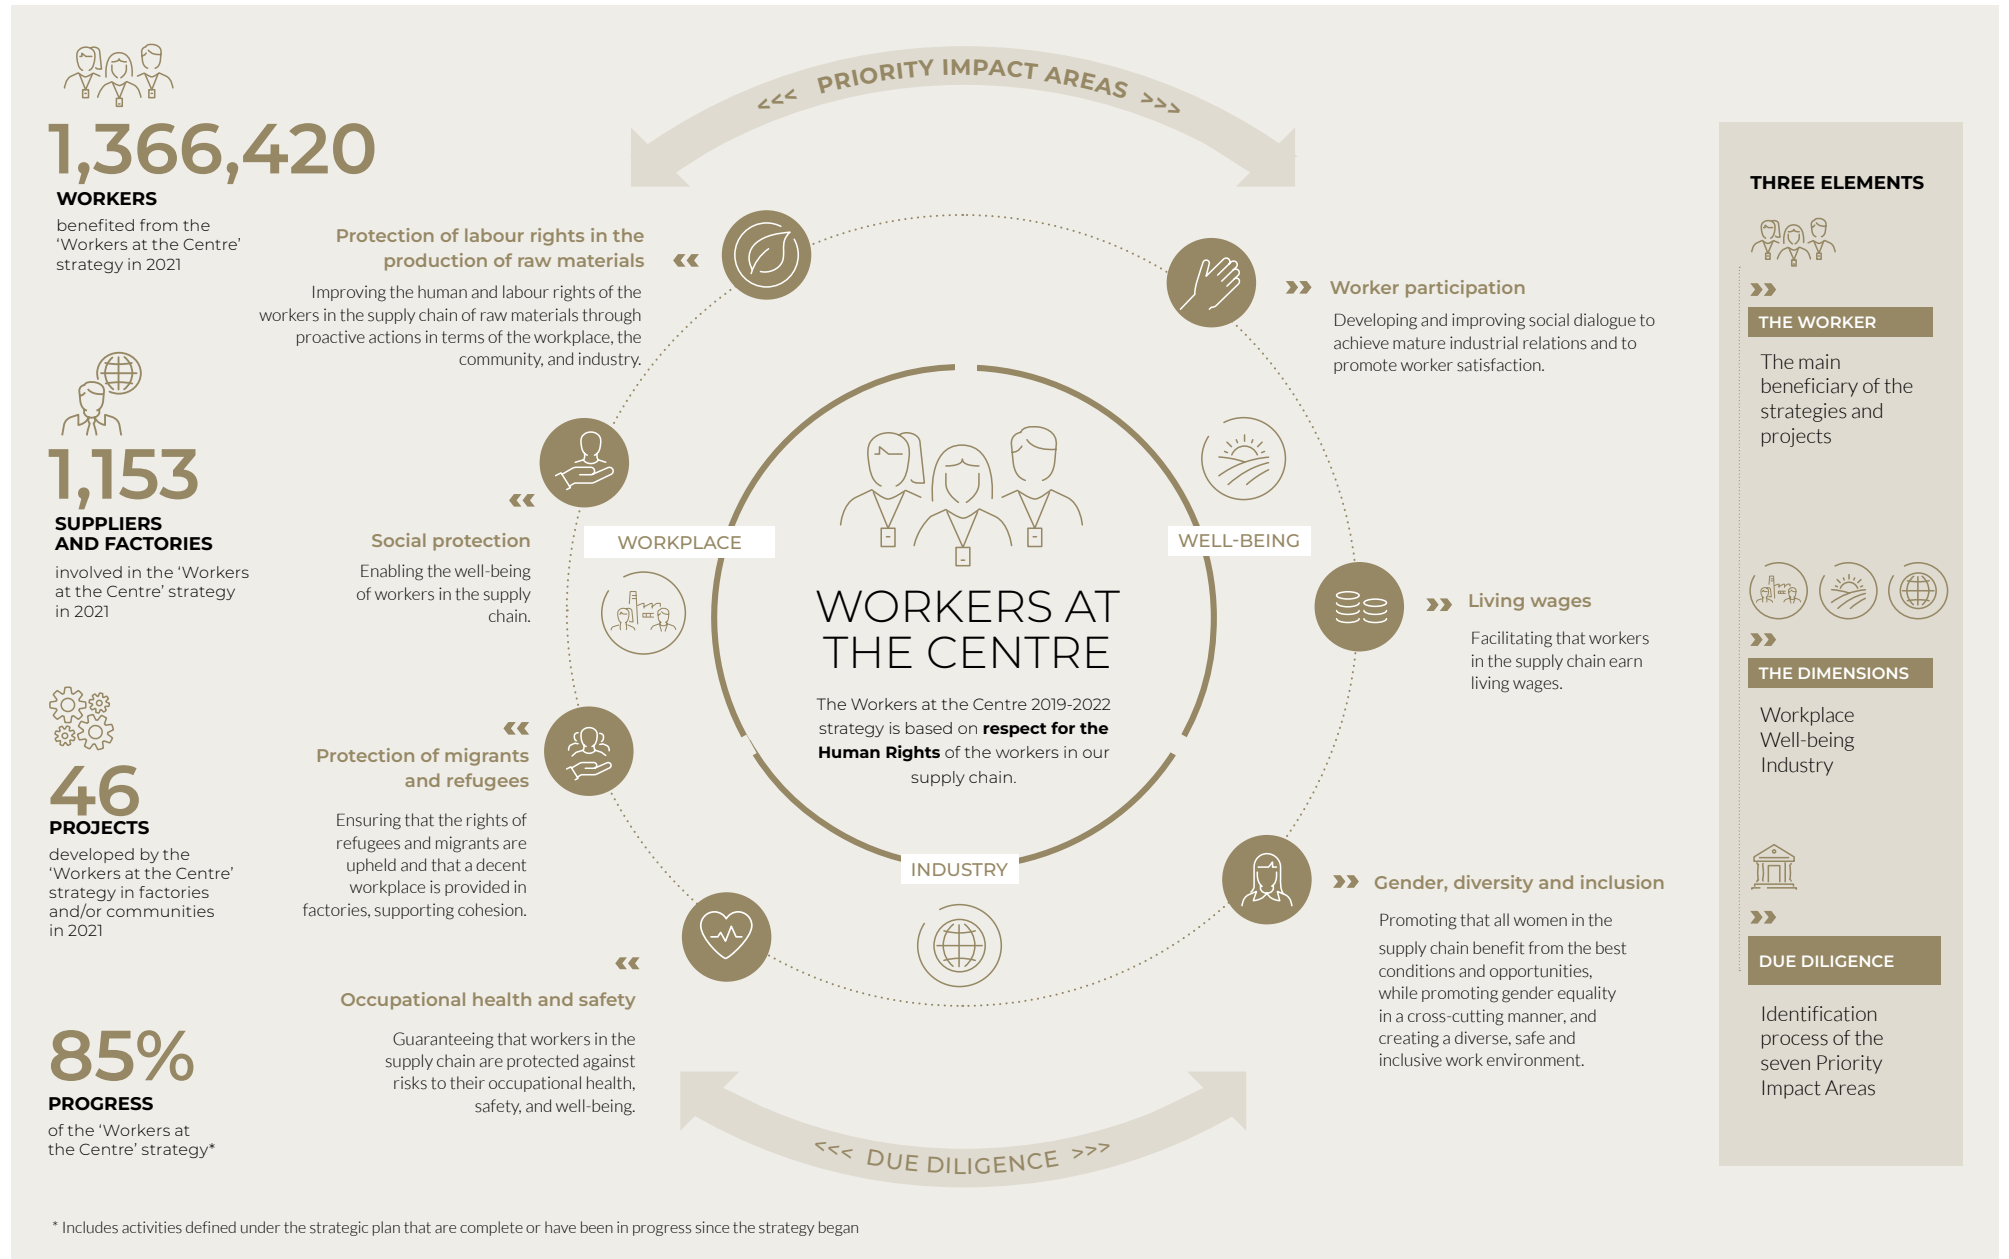 <<< PRIORITY IMPACT AREAS >>>
1,366,420
WORKERS
benefited from the
‘Workers at the Centre’
strategy in 2021
1,153
SUPPLIERS
AND FACTORIES
involved in the ‘Workers
at the Centre’ strategy
in 2021
46
PROJECTS
developed by the
‘Workers at the Centre’
strategy in factories
and/or communities
in 2021
85%
PROGRESS
of the ‘Workers at
the Centre’ strategy*
Protection of labour rights in the
production of raw materials
Improving the human and labour rights of the
workers in the supply chain of raw materials through
proactive actions in terms of the workplace, the
community, and industry.
Social protection
Enabling the well-being
of workers in the supply
chain.
Protection of migrants
and refugees
Ensuring that the rights of
refugees and migrants are
upheld and that a decent
workplace is provided in
factories, supporting cohesion.
Occupational health and safety
Guaranteeing that workers in the
supply chain are protected against
risks to their occupational health,
safety, and well-being.
WORKPLACE
WELL-BEING
INDUSTRY
WORKERS AT
THE CENTRE
The Workers at the Centre 2019-2022
strategy is based on respect for the
Human Rights of the workers in our
supply chain.
Worker participation
Developing and improving social dialogue to
achieve mature industrial relations and to
promote worker satisfaction.
Living wages
Facilitating that workers
in the supply chain earn
living wages.
Gender, diversity and inclusion
Promoting that all women in the
supply chain benefit from the best
conditions and opportunities,
while promoting gender equality
in a cross-cutting manner, and
creating a diverse, safe and
inclusive work environment.
<<< DUE DILIGENCE >>>
THREE ELEMENTS
THE WORKER
The main
beneficiary of the
strategies and
projects
THE DIMENSIONS
Workplace
Well-being
Industry
DUE DILIGENCE
Identification
process of the
seven Priority
Impact Areas
* Includes activities defined under the strategic plan that are complete or have been in progress since the strategy began